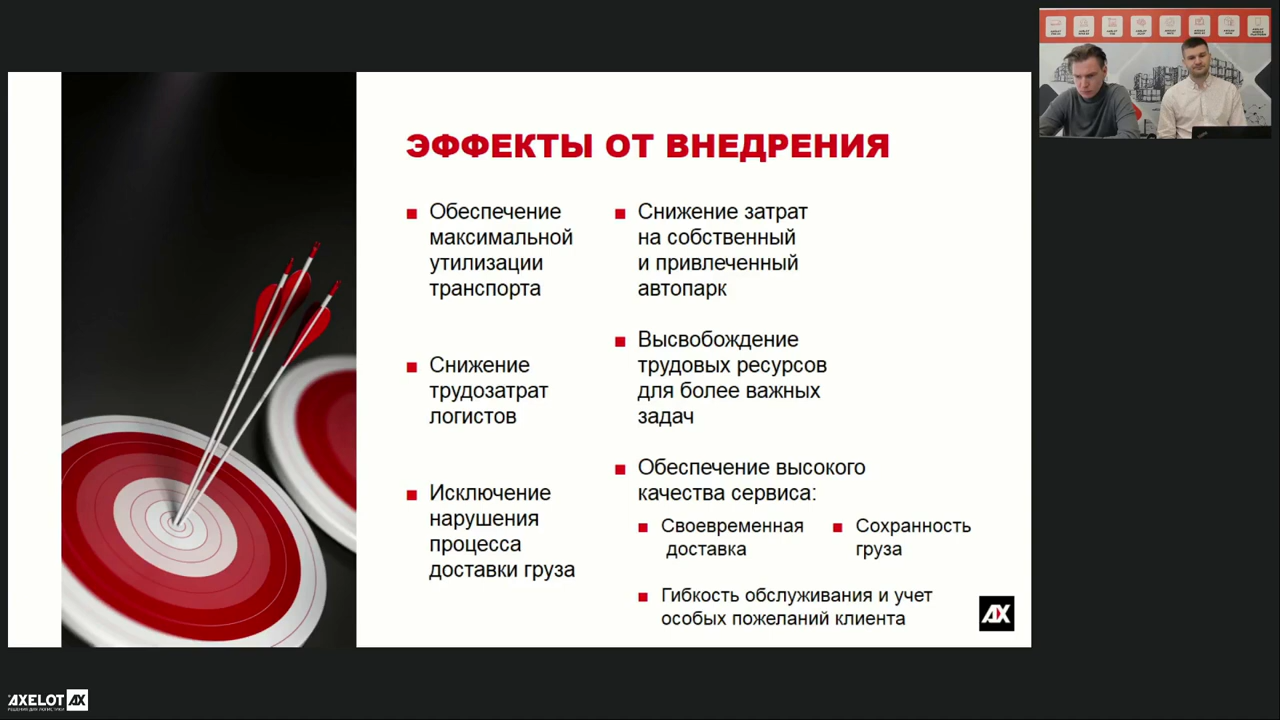 ЭФФЕКТЫ ОТ ВНЕДРЕНИЯ
Обеспечение
максимальной
утилизации
транспорта
Снижение
трудозатрат
логистов
Исключение
нарушения
процесса
доставки груза
Снижение затрат
на собственный
и привлеченный
автопарк
Высвобождение
трудовых ресурсов
для более важных
задач
Обеспечение высокого
качества сервиса:
Своевременная
доставка
Сохранность
груза
Гибкость обслуживания и учет
особых пожеланий клиента
AX
AXELOT AX